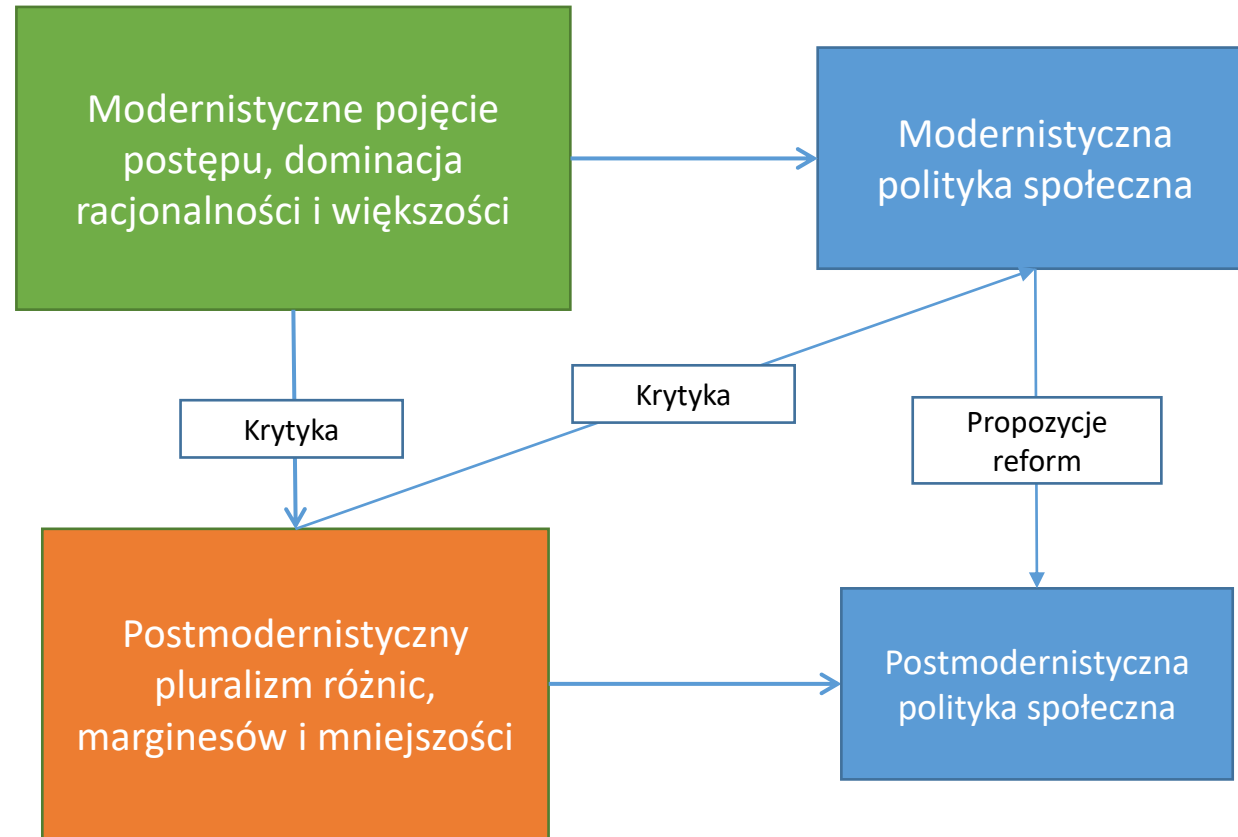 Modernistyczne pojęcie
postępu, dominacja
racjonalności i większości
Modernistyczna
polityka społeczna
Krytyka
Krytyka
Propozycje
reform
Postmodernistyczny
pluralizm różnic,
marginesów i mniejszości
Postmodernistyczna
polityka społeczna